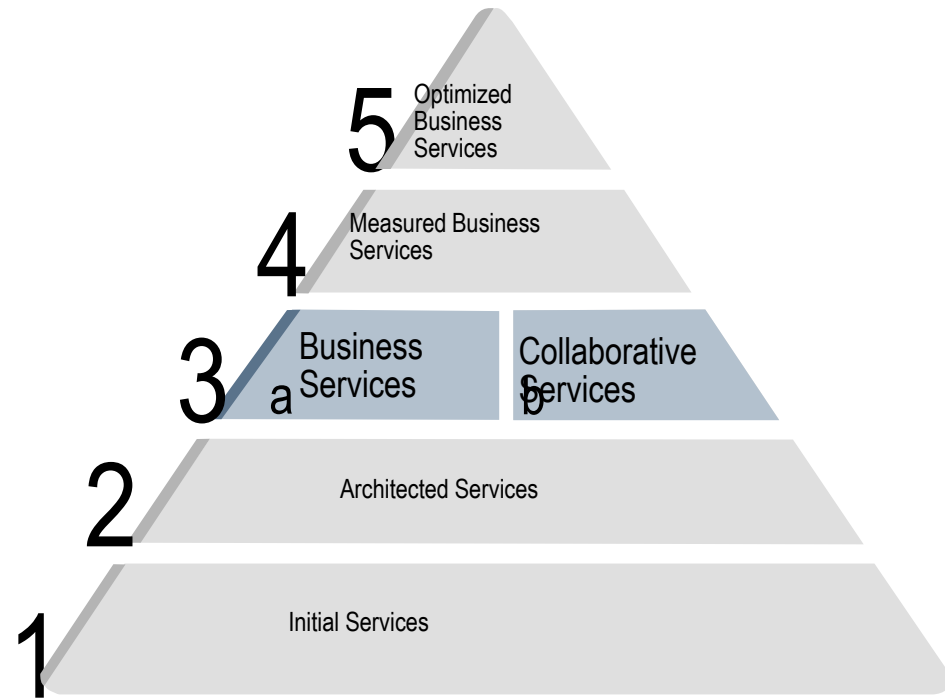 5
Optimized
Business
Services
4
Measured Business
Services
3
a
Business
Services
b
Collaborative
Services
2
Architected Services
1
Initial Services